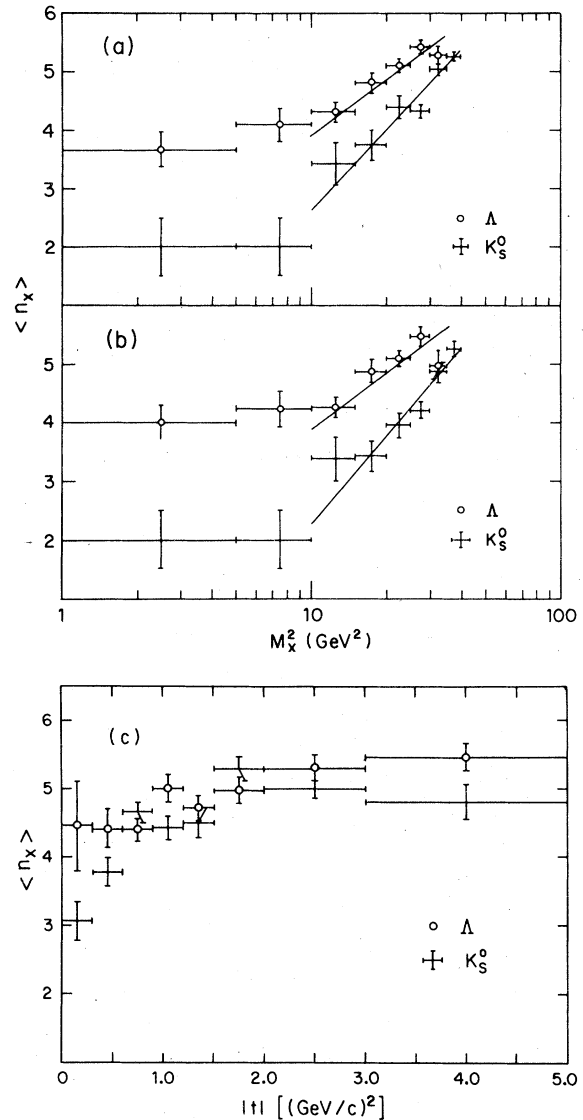 (a)
6
5
4
3
2
Λ
K⁰_S
<n_x>
(b)
5
4
3
2
Λ
K⁰_S
1
10
100
M²_x (GeV²)
(c)
6
5
4
3
2
<n_x>
Λ
K⁰_S
0
1.0
2.0
3.0
4.0
5.0
|t| [(GeV/c)²]